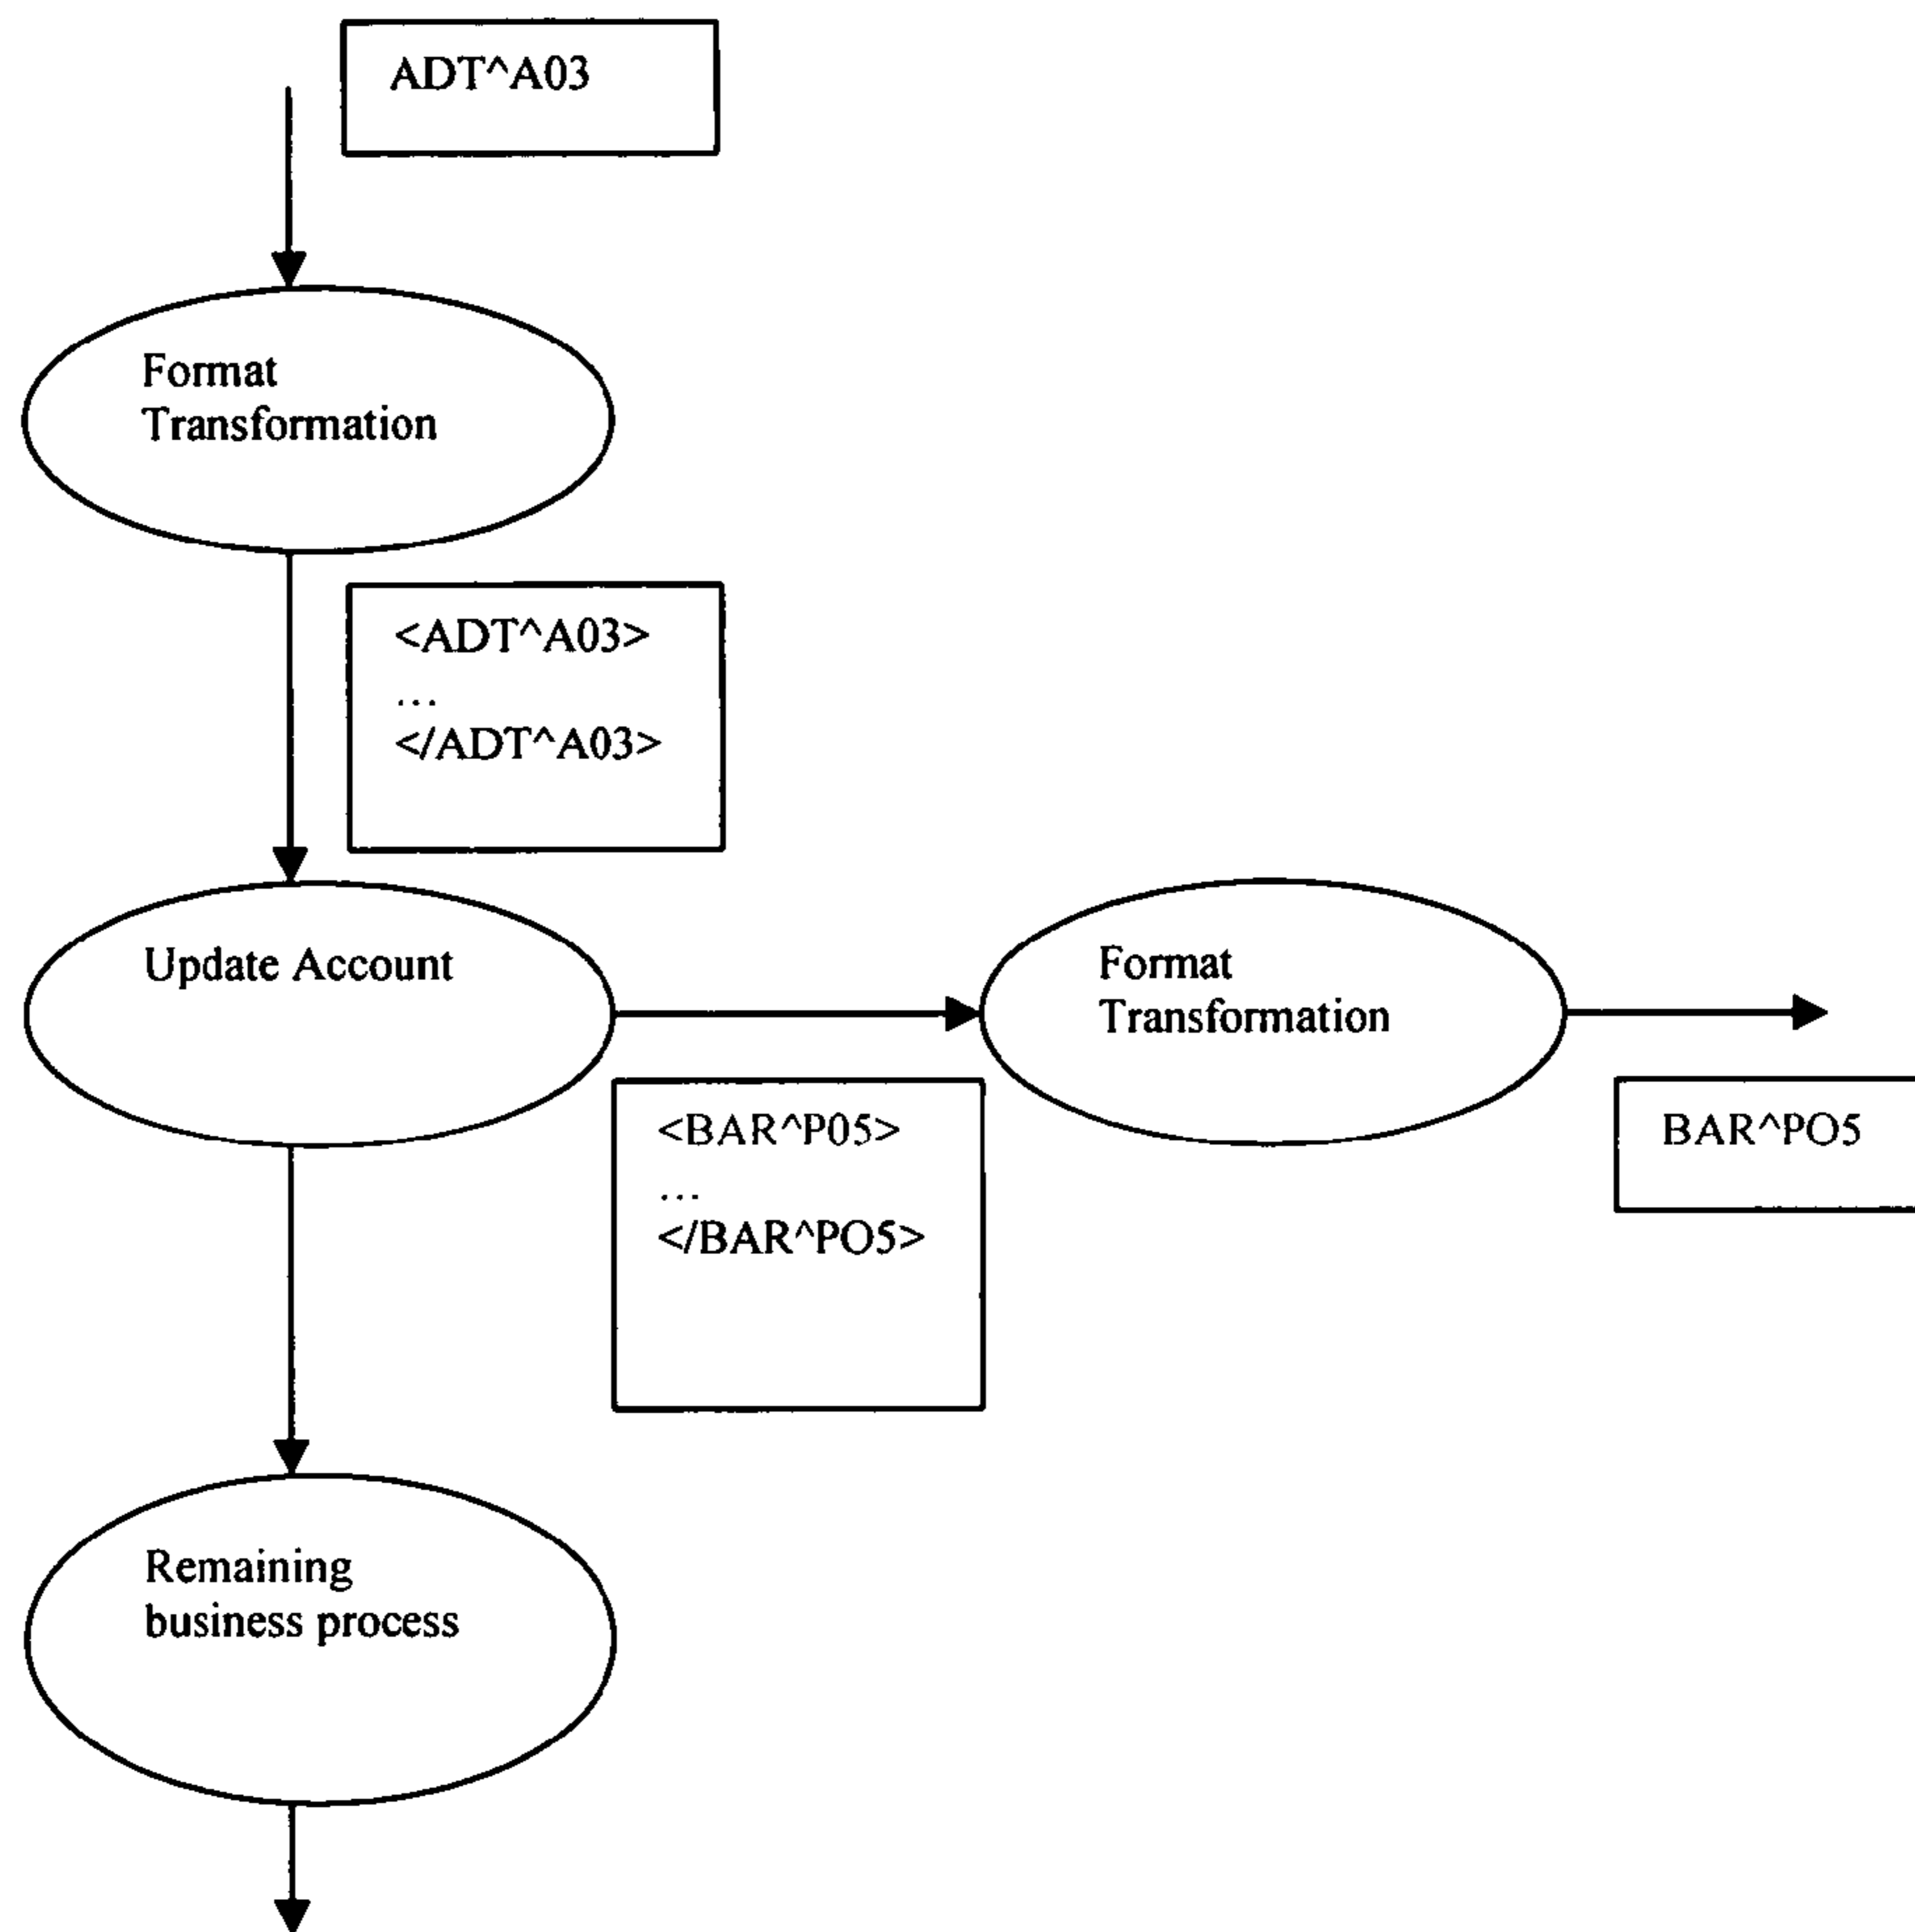 ADT^A03
Format
Transformation
<ADT^A03>
...
</ADT^A03>
Update Account
Format
Transformation
<BAR^P05>
...
</BAR^PO5>
BAR^PO5
Remaining
business process